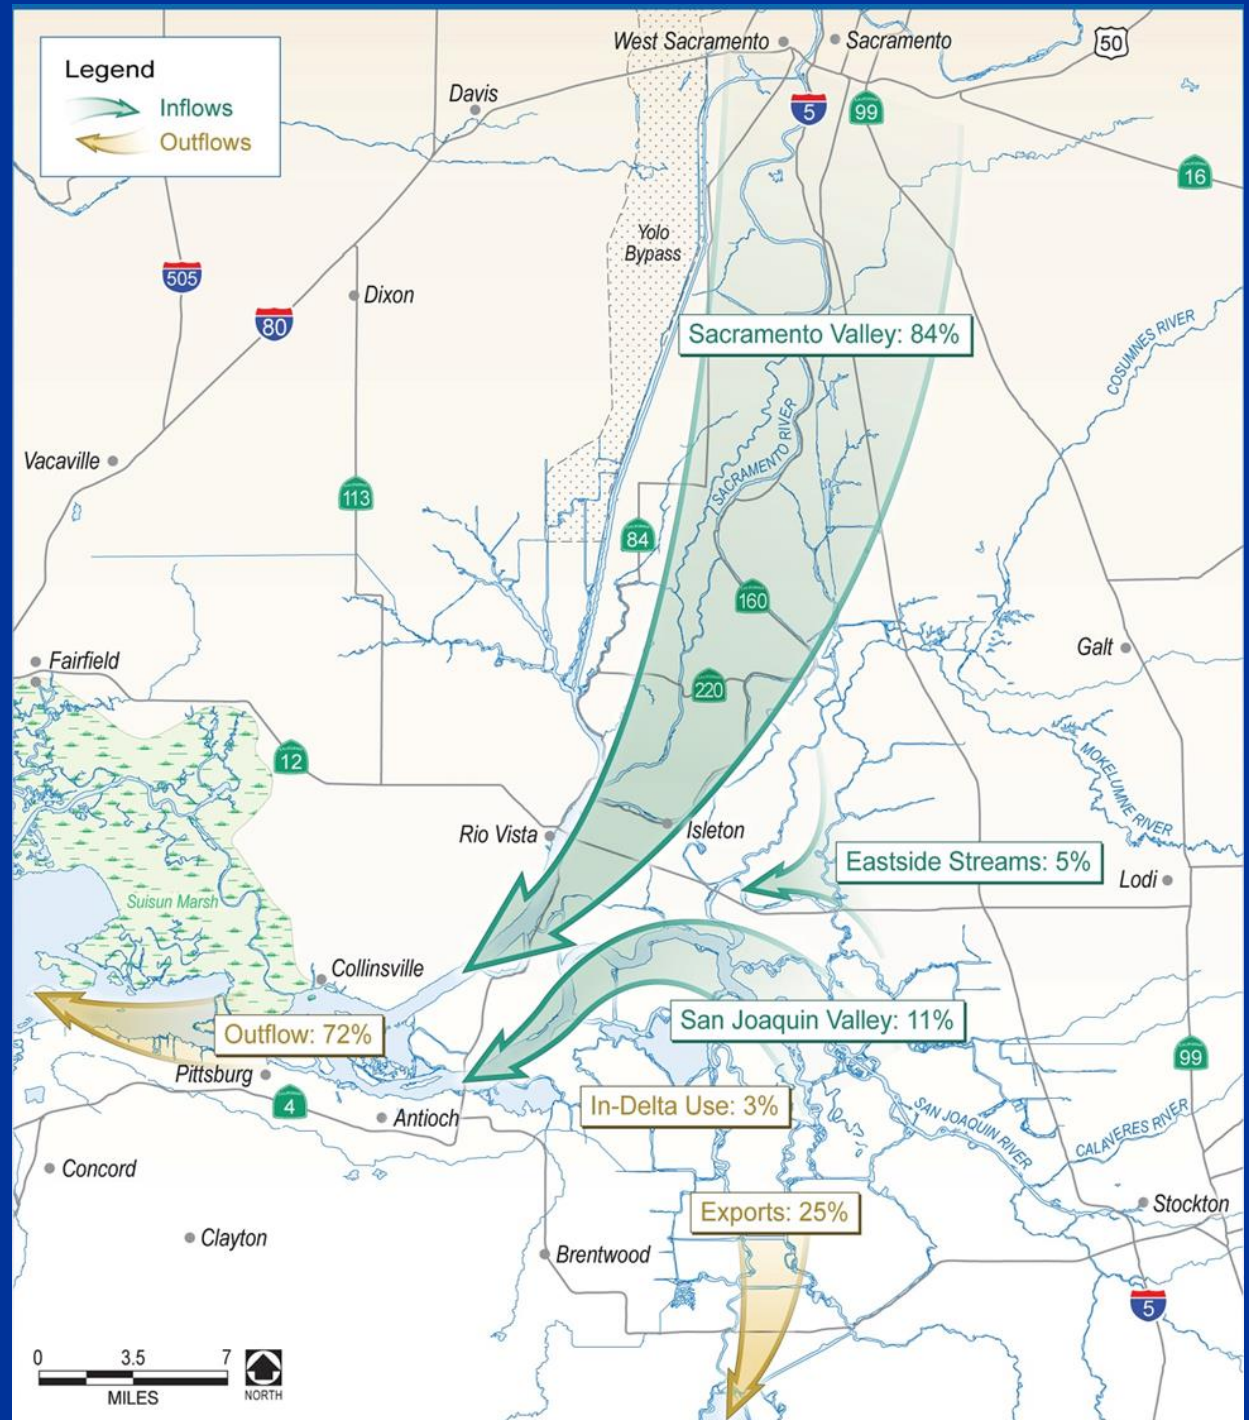 Legend
Inflows
Outflows
West Sacramento
Sacramento
50
Davis
5
99
16
Yolo
Bypass
505
80
Dixon
Sacramento Valley: 84%
COSUMNES RIVER
Vacaville
SACRAMENTO RIVER
113
84
160
Galt
Fairfield
220
12
MOKELUMNE RIVER
Rio Vista
Isleton
Eastside Streams: 5%
Lodi
Suisun Marsh
Collinsville
San Joaquin Valley: 11%
Outflow: 72%
99
Pittsburg
4
In-Delta Use: 3%
Antioch
SAN JOAQUIN RIVER
CALAVERES RIVER
Concord
Stockton
Exports: 25%
Clayton
Brentwood
5
0 3.5 7
MILES
NORTH